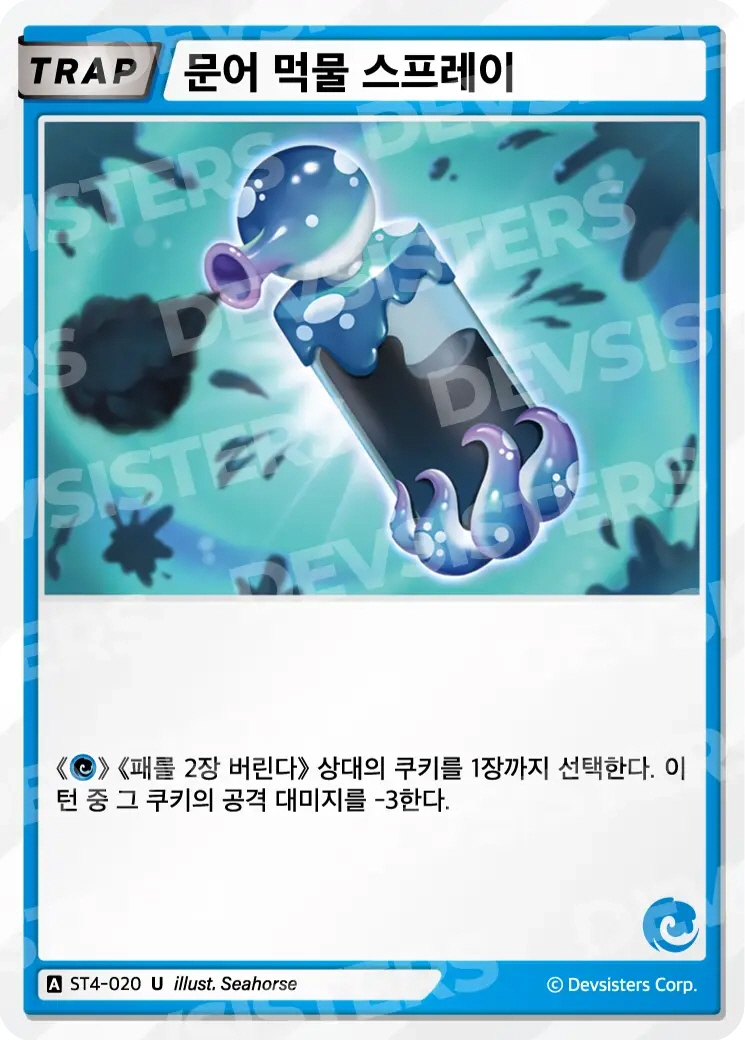 TRAP
문어 먹물 스프레이
《》《패를 2장 버린다》 상대의 쿠키를 1장까지 선택한다. 이
턴 중 그 쿠키의 공격 대미지를 -3한다.
A ST4-020 U illust. Seahorse
© Devsisters Corp.
DEVSISTERS